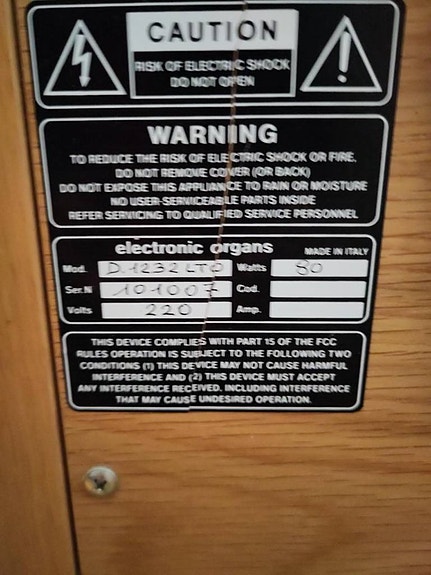 CAUTION
RISK OF ELECTRIC SHOCK
DO NOT OPEN
WARNING
TO REDUCE THE RISK OF ELECTRIC SHOCK OR FIRE,
DO NOT REMOVE COVER (OR BACK)
DO NOT EXPOSE THIS APPLIANCE TO RAIN OR MOISTURE
NO USER-SERVICEABLE PARTS INSIDE
REFER SERVICING TO QUALIFIED SERVICE PERSONNEL
electronic organs MADE IN ITALY
Mod. D.1232 LTO Watts 80
Ser.N 101007 Cod.
Volts 220 Amp.
THIS DEVICE COMPLIES WITH PART 15 OF THE FCC
RULES OPERATION IS SUBJECT TO THE FOLLOWING TWO
CONDITIONS (1) THIS DEVICE MAY NOT CAUSE HARMFUL
INTERFERENCE AND (2) THIS DEVICE MUST ACCEPT
ANY INTERFERENCE RECEIVED, INCLUDING INTERFERENCE
THAT MAY CAUSE UNDESIRED OPERATION.